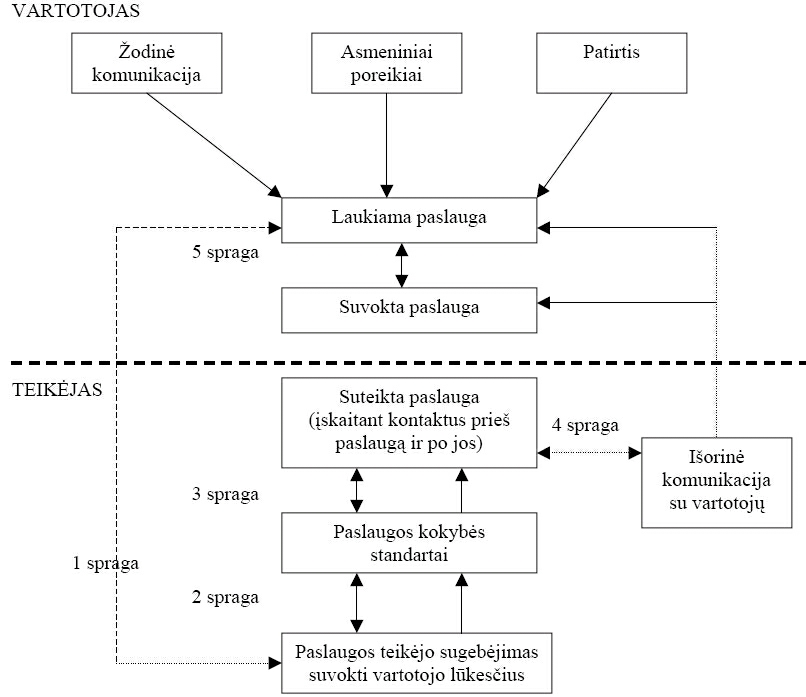 VARTOTOJAS
Žodinė
komunikacija
Asmeniniai
poreikiai
Patirtis
Laukiama paslauga
5 spraga
Suvokta paslauga
TEIKĖJAS
Suteikta paslauga
(įskaitant kontaktus prieš
paslaugą ir po jos)
4 spraga
Išorinė
komunikacija
su vartotojų
3 spraga
Paslaugos kokybės
standartai
1 spraga
2 spraga
Paslaugos teikėjo sugebėjimas
suvokti vartotojo lūkesčius